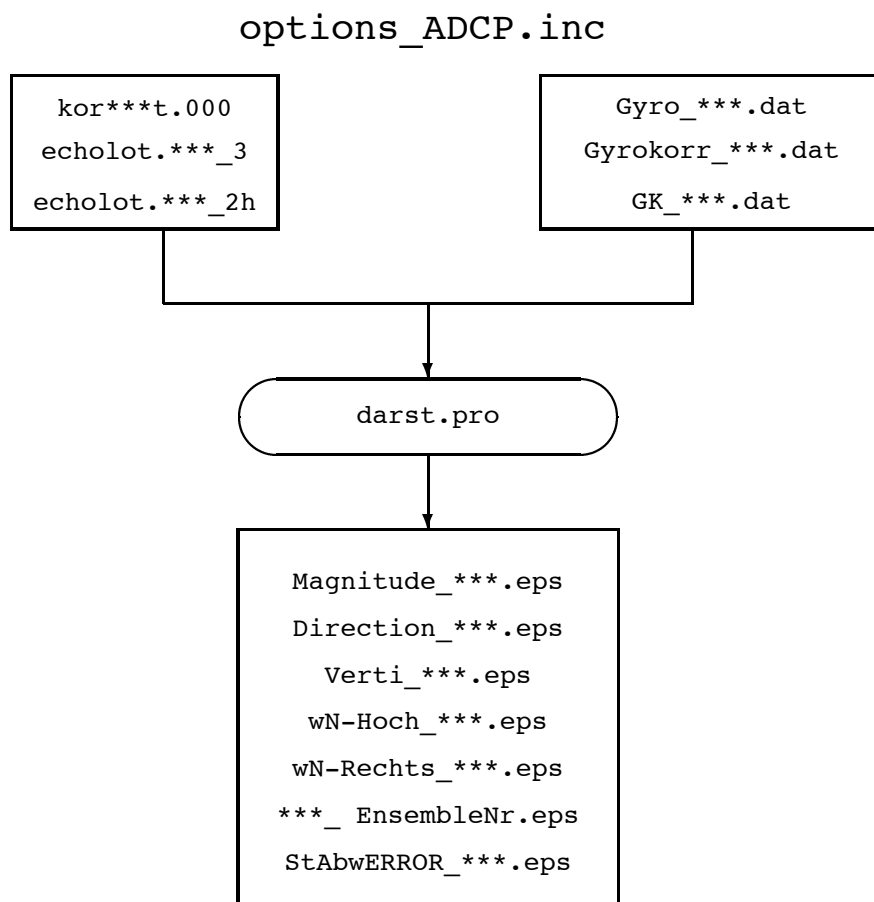 options_ADCP.inc
kor***t.000
echolot.***_3
echolot.***_2h
Gyro_***.dat
Gyrokorr_***.dat
GK_***.dat
darst.pro
Magnitude_***.eps
Direction_***.eps
Verti_***.eps
wN-Hoch_***.eps
wN-Rechts_***.eps
***_ EnsembleNr.eps
StAbwERROR_***.eps